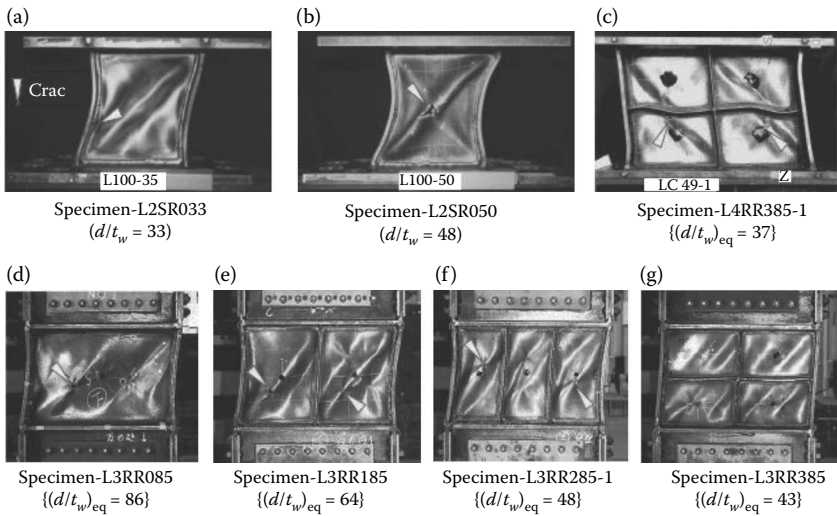 (a)
(b)
(c)
Crac
L100-35
L100-50
LC 49-1
Z
Specimen-L2SR033
(d/tw = 33)
Specimen-L2SR050
(d/tw = 48)
Specimen-L4RR385-1
{(d/tw)eq = 37}
(d)
(e)
(f)
(g)
Specimen-L3RR085
{(d/tw)eq = 86}
Specimen-L3RR185
{(d/tw)eq = 64}
Specimen-L3RR285-1
{(d/tw)eq = 48}
Specimen-L3RR385
{(d/tw)eq = 43}